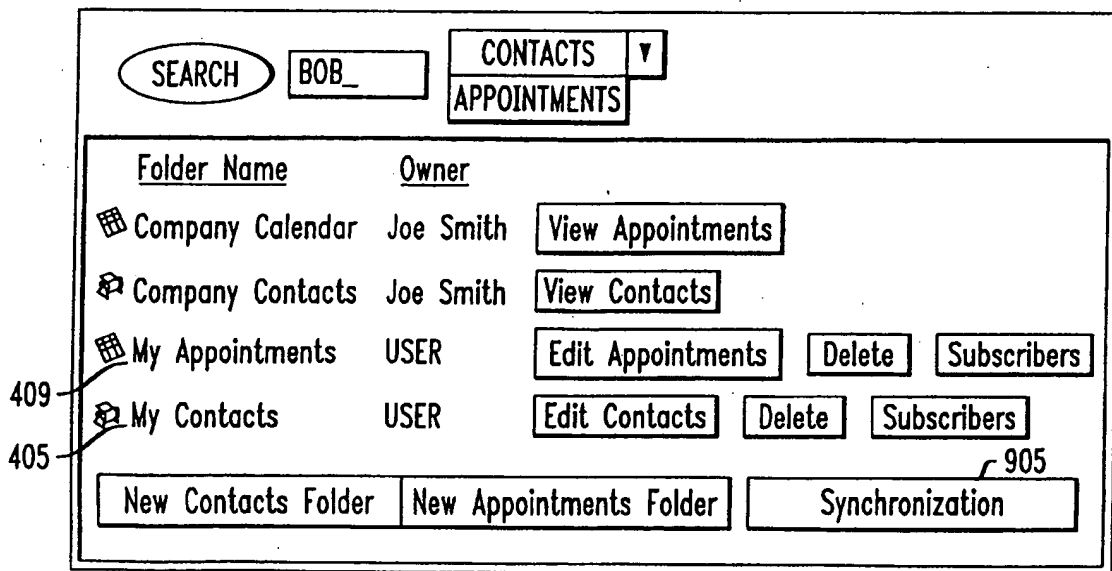 SEARCH BOB_ CONTACTS ▼
APPOINTMENTS
Folder Name Owner
Company Calendar Joe Smith View Appointments
Company Contacts Joe Smith View Contacts
My Appointments USER Edit Appointments Delete Subscribers
409
My Contacts USER Edit Contacts Delete Subscribers
405
905
New Contacts Folder New Appointments Folder Synchronization